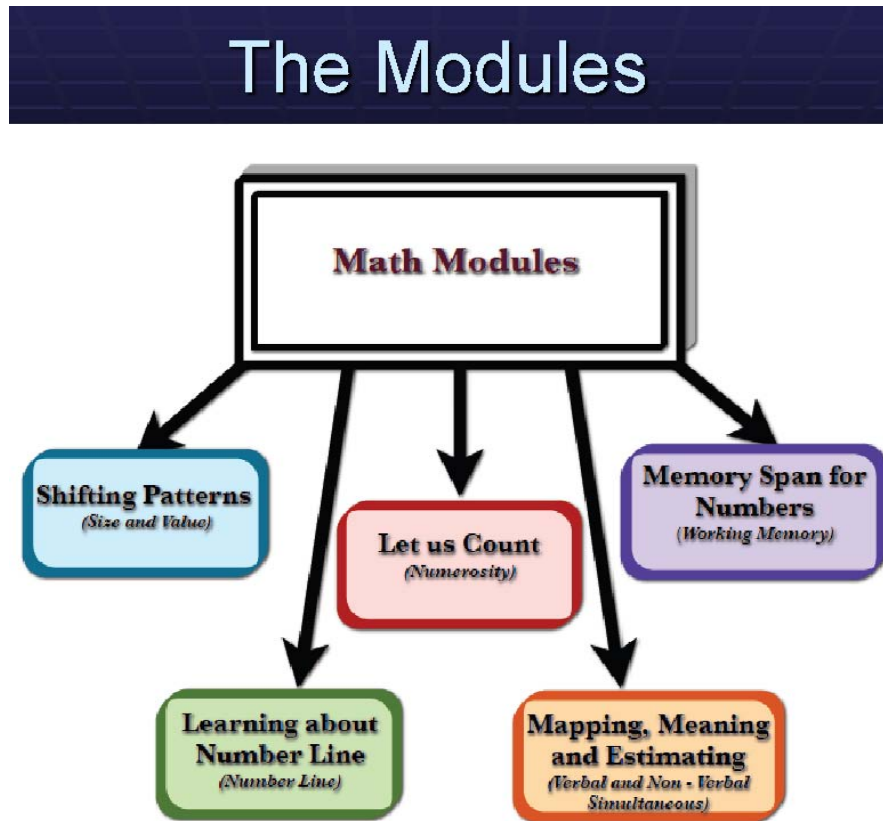 The Modules
Math Modules
Shifting Patterns
(Size and Value)
Let us Count
(Numerosity)
Memory Span for
Numbers
(Working Memory)
Learning about
Number Line
(Number Line)
Mapping, Meaning
and Estimating
(Verbal and Non - Verbal
Simultaneous)